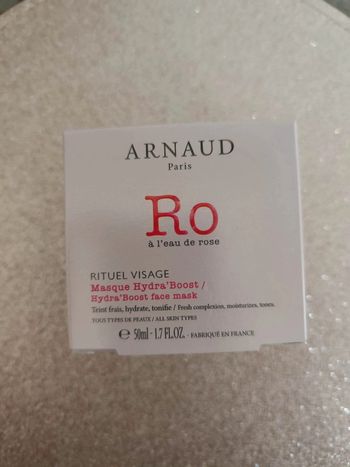 ARNAUD
Paris
Ro
à l'eau de rose
RITUEL VISAGE
Masque Hydra'Boost /
Hydra'Boost face mask
Teint frais, hydrate, tonifie / Fresh complexion, moisturizes, tones.
TOUS TYPES DE PEAUX / ALL SKIN TYPES
℮ 50ml - 1.7 FL.OZ. - FABRIQUÉ EN FRANCE